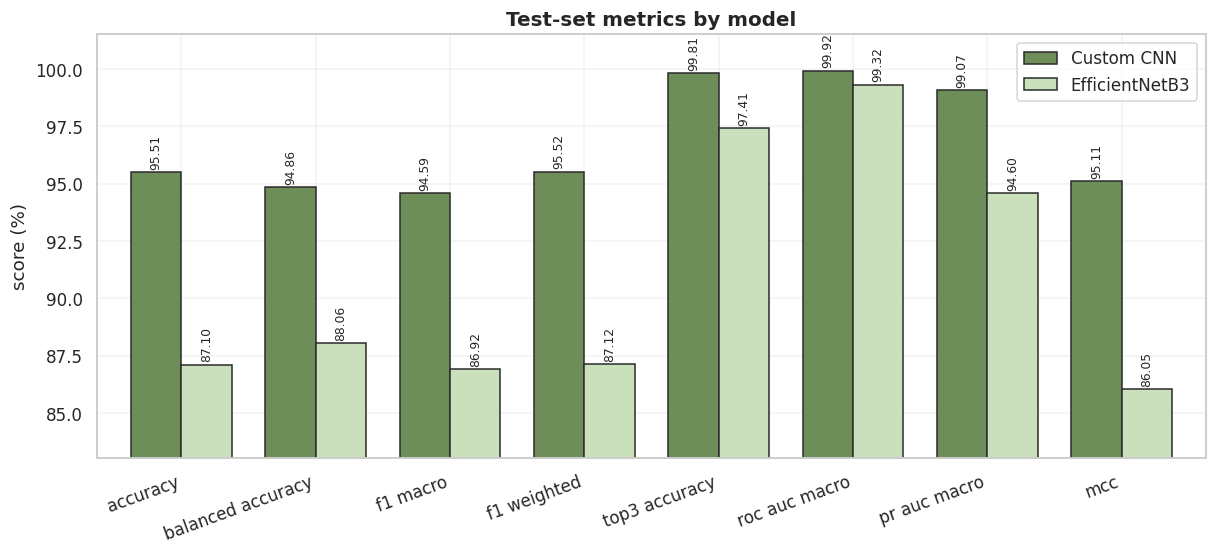 Test-set metrics by model
Custom CNN
EfficientNetB3
score (%)
100.0
97.5
95.0
92.5
90.0
87.5
85.0
95.51
87.10
94.86
88.06
94.59
86.92
95.52
87.12
99.81
97.41
99.92
99.32
99.07
94.60
95.11
86.05
accuracy
balanced accuracy
f1 macro
f1 weighted
top3 accuracy
roc auc macro
pr auc macro
mcc